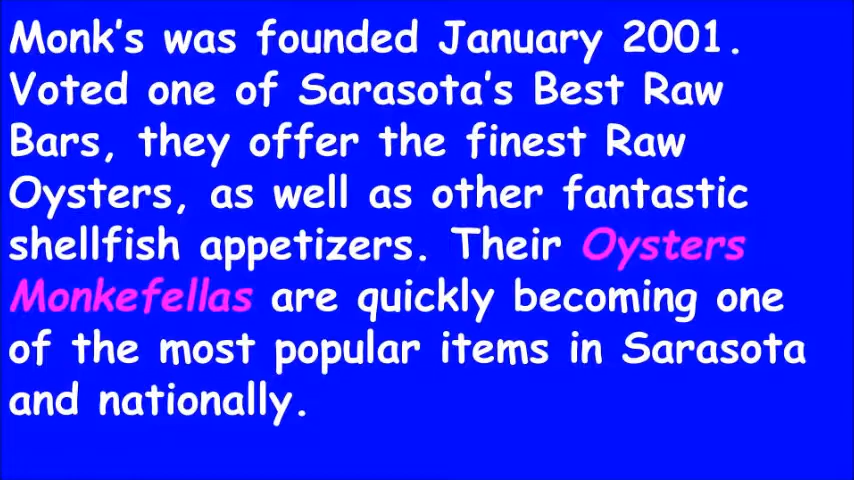 Monk's was founded January 2001.
Voted one of Sarasota's Best Raw
Bars, they offer the finest Raw
Oysters, as well as other fantastic
shellfish appetizers. Their Oysters
Monkefellas are quickly becoming one
of the most popular items in Sarasota
and nationally.